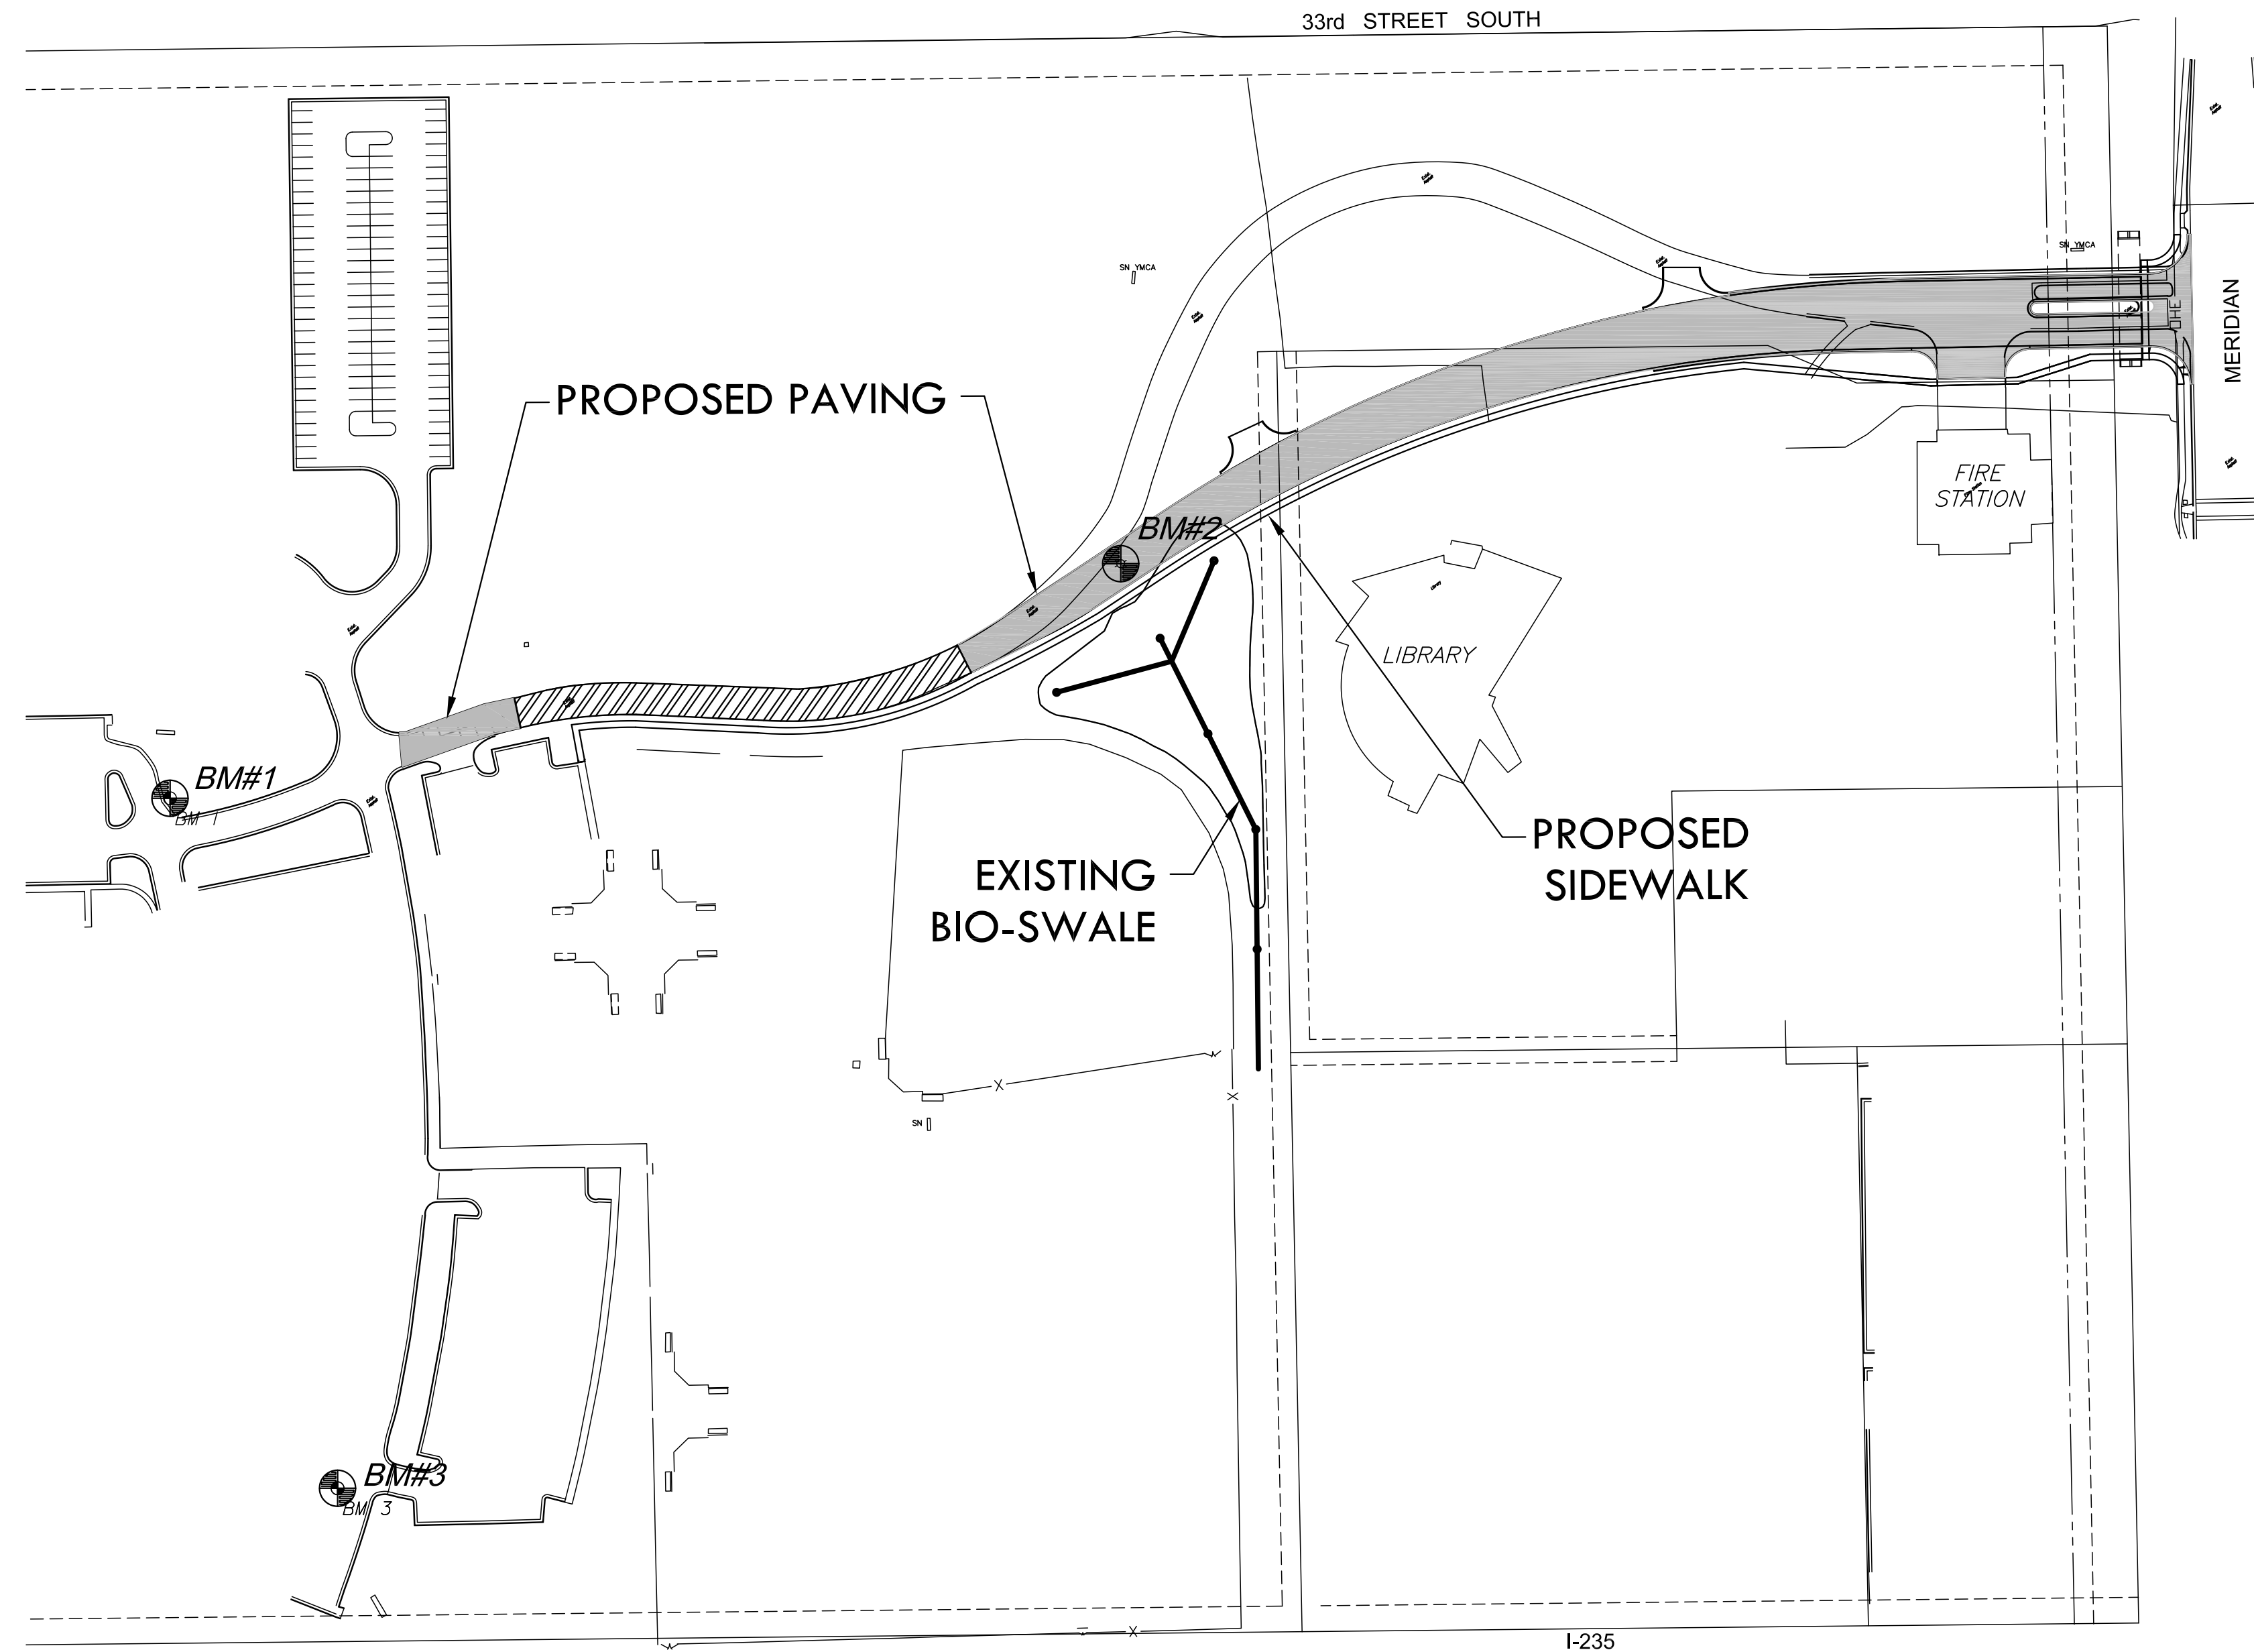 33rd STREET SOUTH
SN YMCA
SN YMCA
MERIDIAN
PROPOSED PAVING
FIRE
STATION
BM#2
LIBRARY
BM#1
BM 1
PROPOSED
SIDEWALK
EXISTING
BIO-SWALE
X
X
SN
BM#3
BM 3
X
I-235